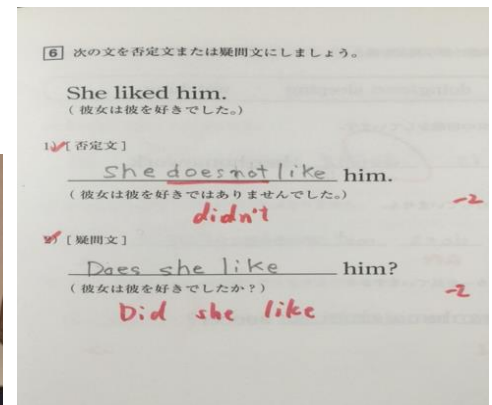 6 次の文を否定文または疑問文にしましょう。
She liked him.
(彼女は彼を好きでした。)
1) [否定文]
She does not like him.
(彼女は彼を好きではありませんでした。)
didn't
-2
2) [疑問文]
Does she like him?
(彼女は彼を好きでしたか?)
-2
Did she like